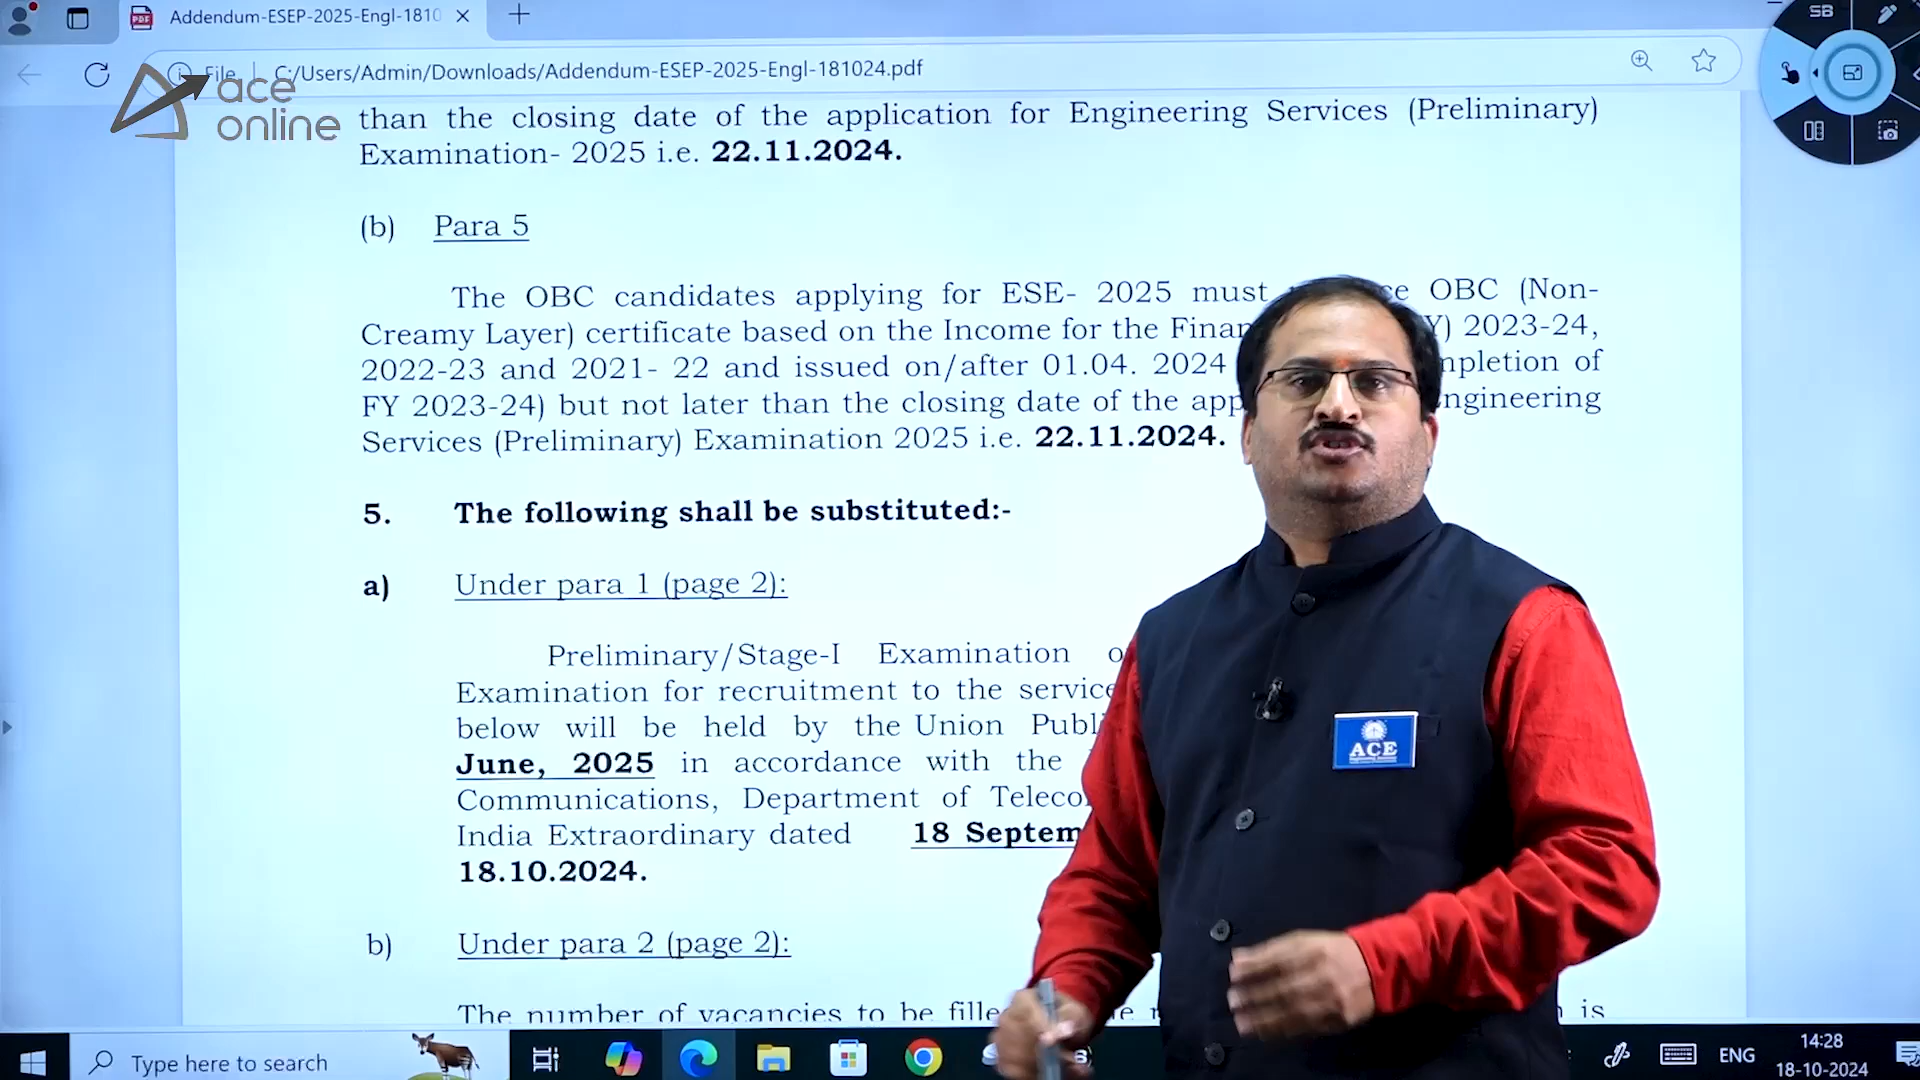 Addendum-ESEP-2025-Engl-1810
PDF
SB
File
C:/Users/Admin/Downloads/Addendum-ESEP-2025-Engl-181024.pdf
ace
online
than the closing date of the application for Engineering Services (Preliminary)
Examination- 2025 i.e. 22.11.2024.
(b) Para 5
The OBC candidates applying for ESE- 2025 must OBC (Non-
Creamy Layer) certificate based on the Income for the 2023-24,
2022-23 and 2021- 22 and issued on/after 01.04. 2024 of
FY 2023-24) but not later than the closing date of the
Services (Preliminary) Examination 2025 i.e. 22.11.2024.
5. The following shall be substituted:-
a) Under para 1 (page 2):
Preliminary/Stage-I Examination
Examination for recruitment to the
below will be held by the Union
June, 2025 in accordance with the
Communications, Department of
India Extraordinary dated 18
18.10.2024.
b) Under para 2 (page 2):
The number of vacancies to be is
ACE
Type here to search
ENG
14:28
18-10-2024